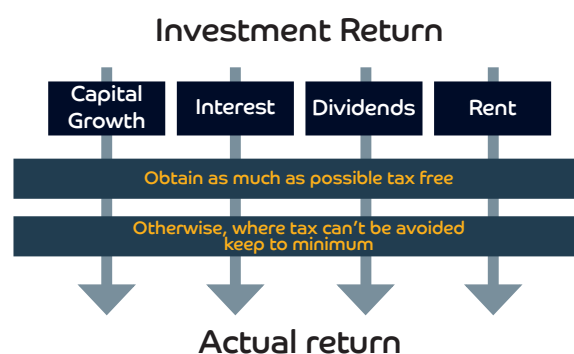 Investment Return
Capital
Growth
Interest
Dividends
Rent
Obtain as much as possible tax free
Otherwise, where tax can't be avoided
keep to minimum
Actual return